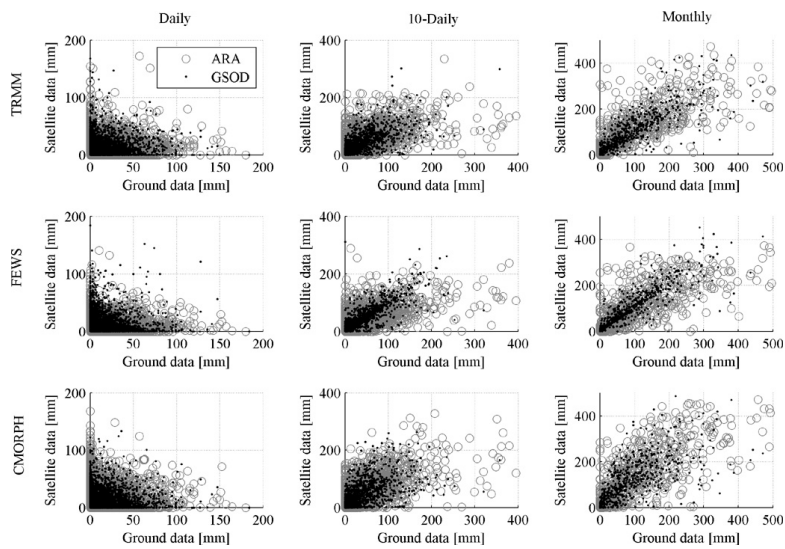 Daily 10-Daily Monthly
TRMM
Satellite data [mm]
200
100
0
ARA
GSOD
0 50 100 150 200
Ground data [mm]
Satellite data [mm]
400
200
0
0 100 200 300 400
Ground data [mm]
Satellite data [mm]
400
200
0
0 100 200 300 400 500
Ground data [mm]
FEWS
Satellite data [mm]
200
100
0
0 50 100 150 200
Ground data [mm]
Satellite data [mm]
400
200
0
0 100 200 300 400
Ground data [mm]
Satellite data [mm]
400
200
0
0 100 200 300 400 500
Ground data [mm]
CMORPH
Satellite data [mm]
200
100
0
0 50 100 150 200
Ground data [mm]
Satellite data [mm]
400
200
0
0 100 200 300 400
Ground data [mm]
Satellite data [mm]
400
200
0
0 100 200 300 400 500
Ground data [mm]